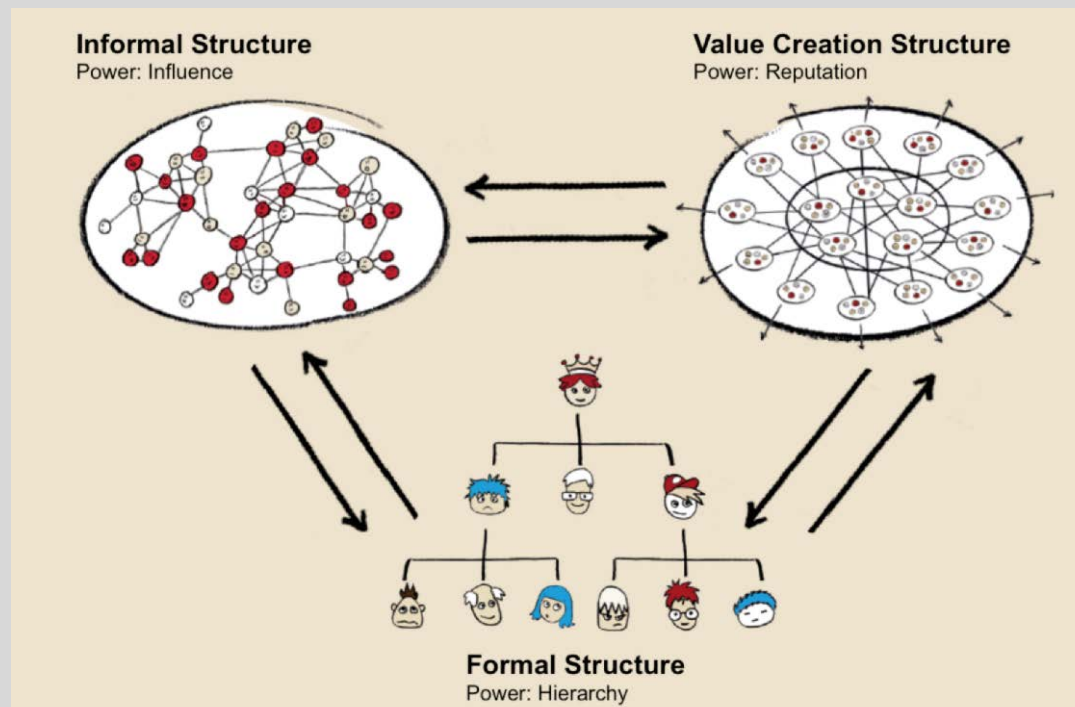 Informal Structure
Power: Influence
Value Creation Structure
Power: Reputation
Formal Structure
Power: Hierarchy